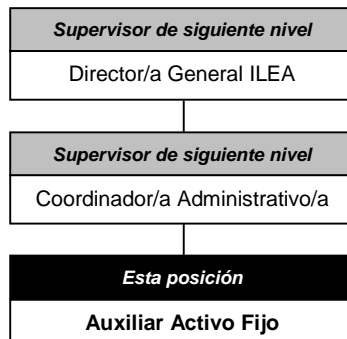 Supervisor de siguiente nivel
Director/a General ILEA
Supervisor de siguiente nivel
Coordinador/a Administrativo/a
Esta posición
Auxiliar Activo Fijo